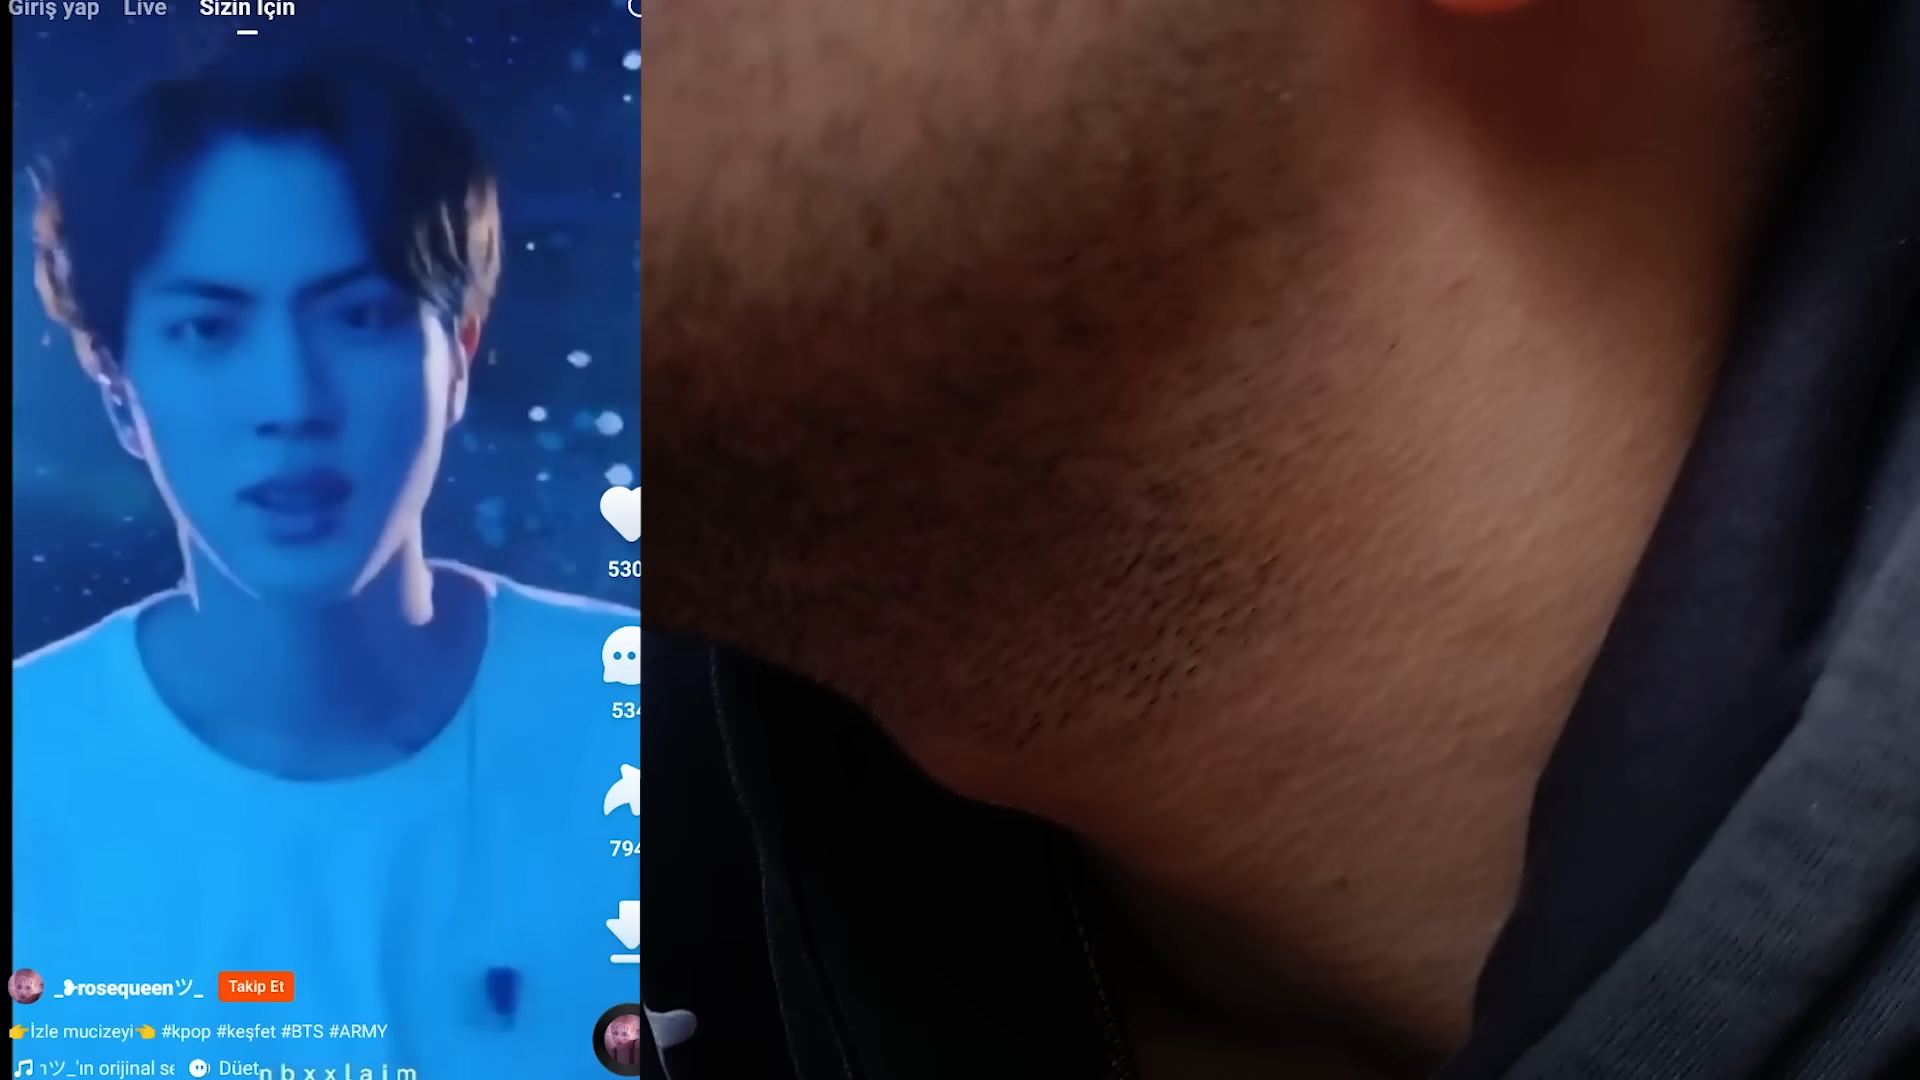 Giriş yap Live Sizin İçin
530
534
794
_❥rosequeenツ_ Takip Et
👉İzle mucizeyi👈 #kpop #keşfet #BTS #ARMY
ıツ_'ın orijinal se Düet
nbxxlaim